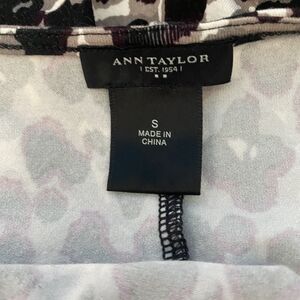 ANN TAYLOR
EST. 1954
S
MADE IN
CHINA